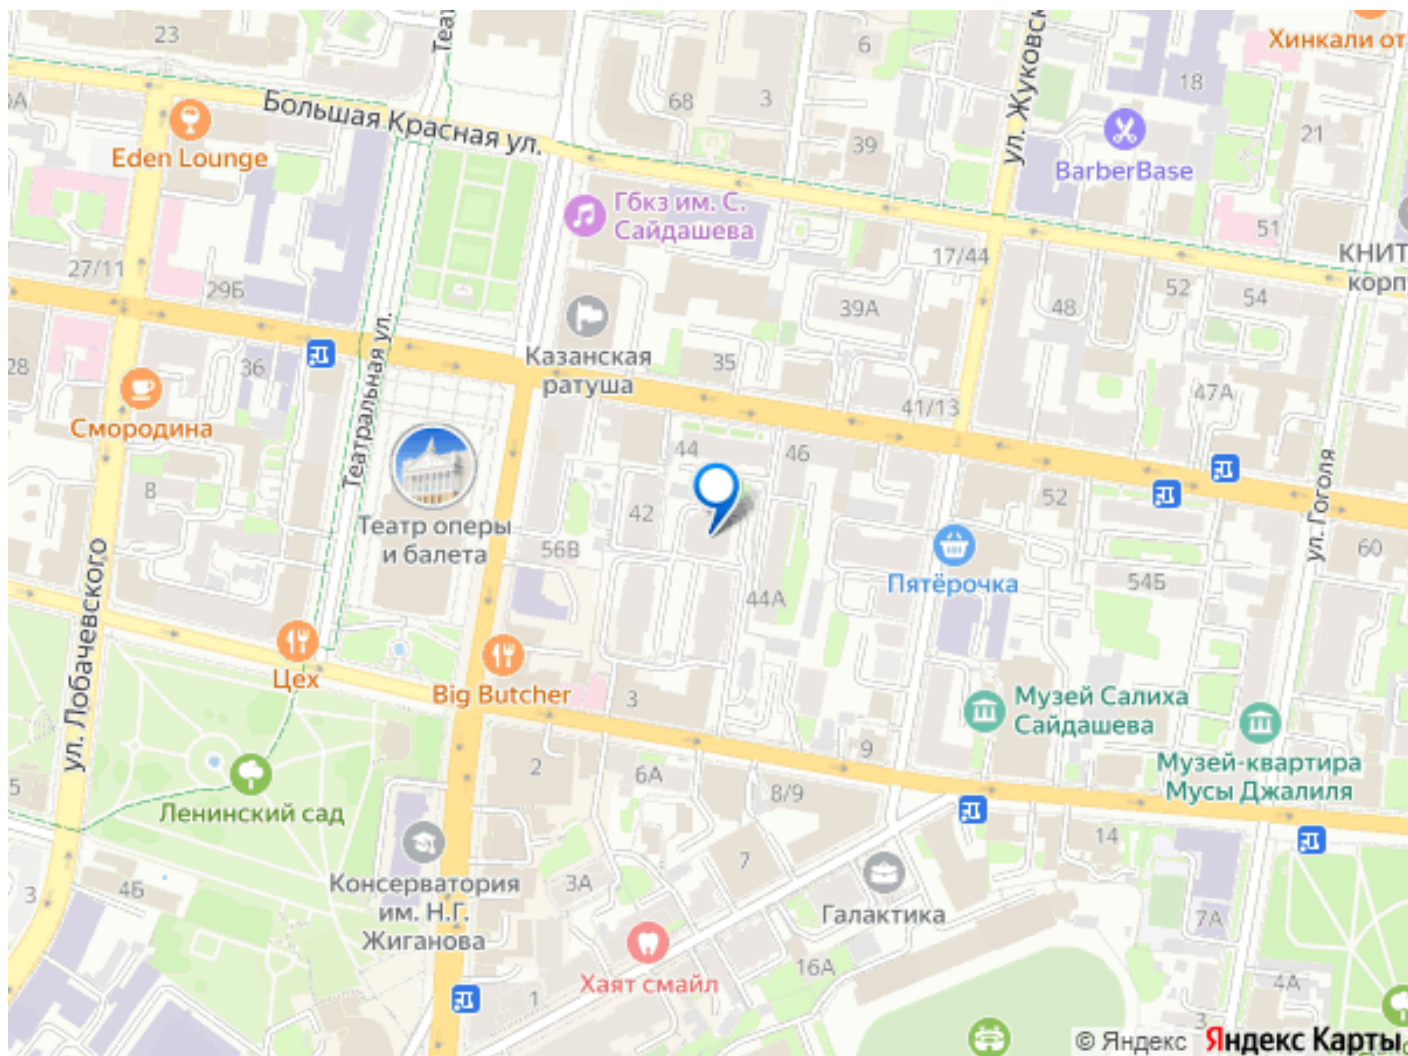 23
6
Хинкали от
68
3
18
Большая Красная ул.
ул. Жуковск
Теат
21
39
Eden Lounge
BarberBase
Гбкз им. С.
Сайдашева
51
17/44
КНИТ
корп
27/11
29Б
52
54
39А
48
Казанская
ратуша
35
28
36
47А
41/13
Смородина
Театральная ул.
44
46
8
42
52
ул. Гоголя
Театр оперы
и балета
56В
60
Пятёрочка
54Б
44А
ул. Лобачевского
Цех
Big Butcher
3
Музей Салиха
Сайдашева
9
2
6А
Музей-квартира
Мусы Джалиля
5
8/9
Ленинский сад
14
7
Консерватория
им. Н.Г.
Жиганова
3А
3
4Б
Галактика
7А
16А
Хаят смайл
1
4А
3
© Яндекс Яндекс Карты